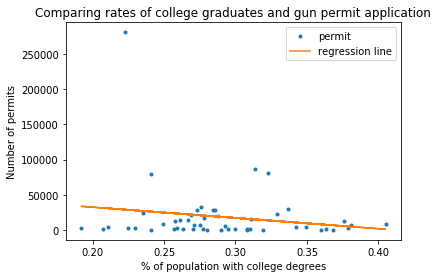 Comparing rates of college graduates and gun permit application
permit
regression line
250000
200000
150000
100000
50000
0
Number of permits
0.20
0.25
0.30
0.35
0.40
% of population with college degrees